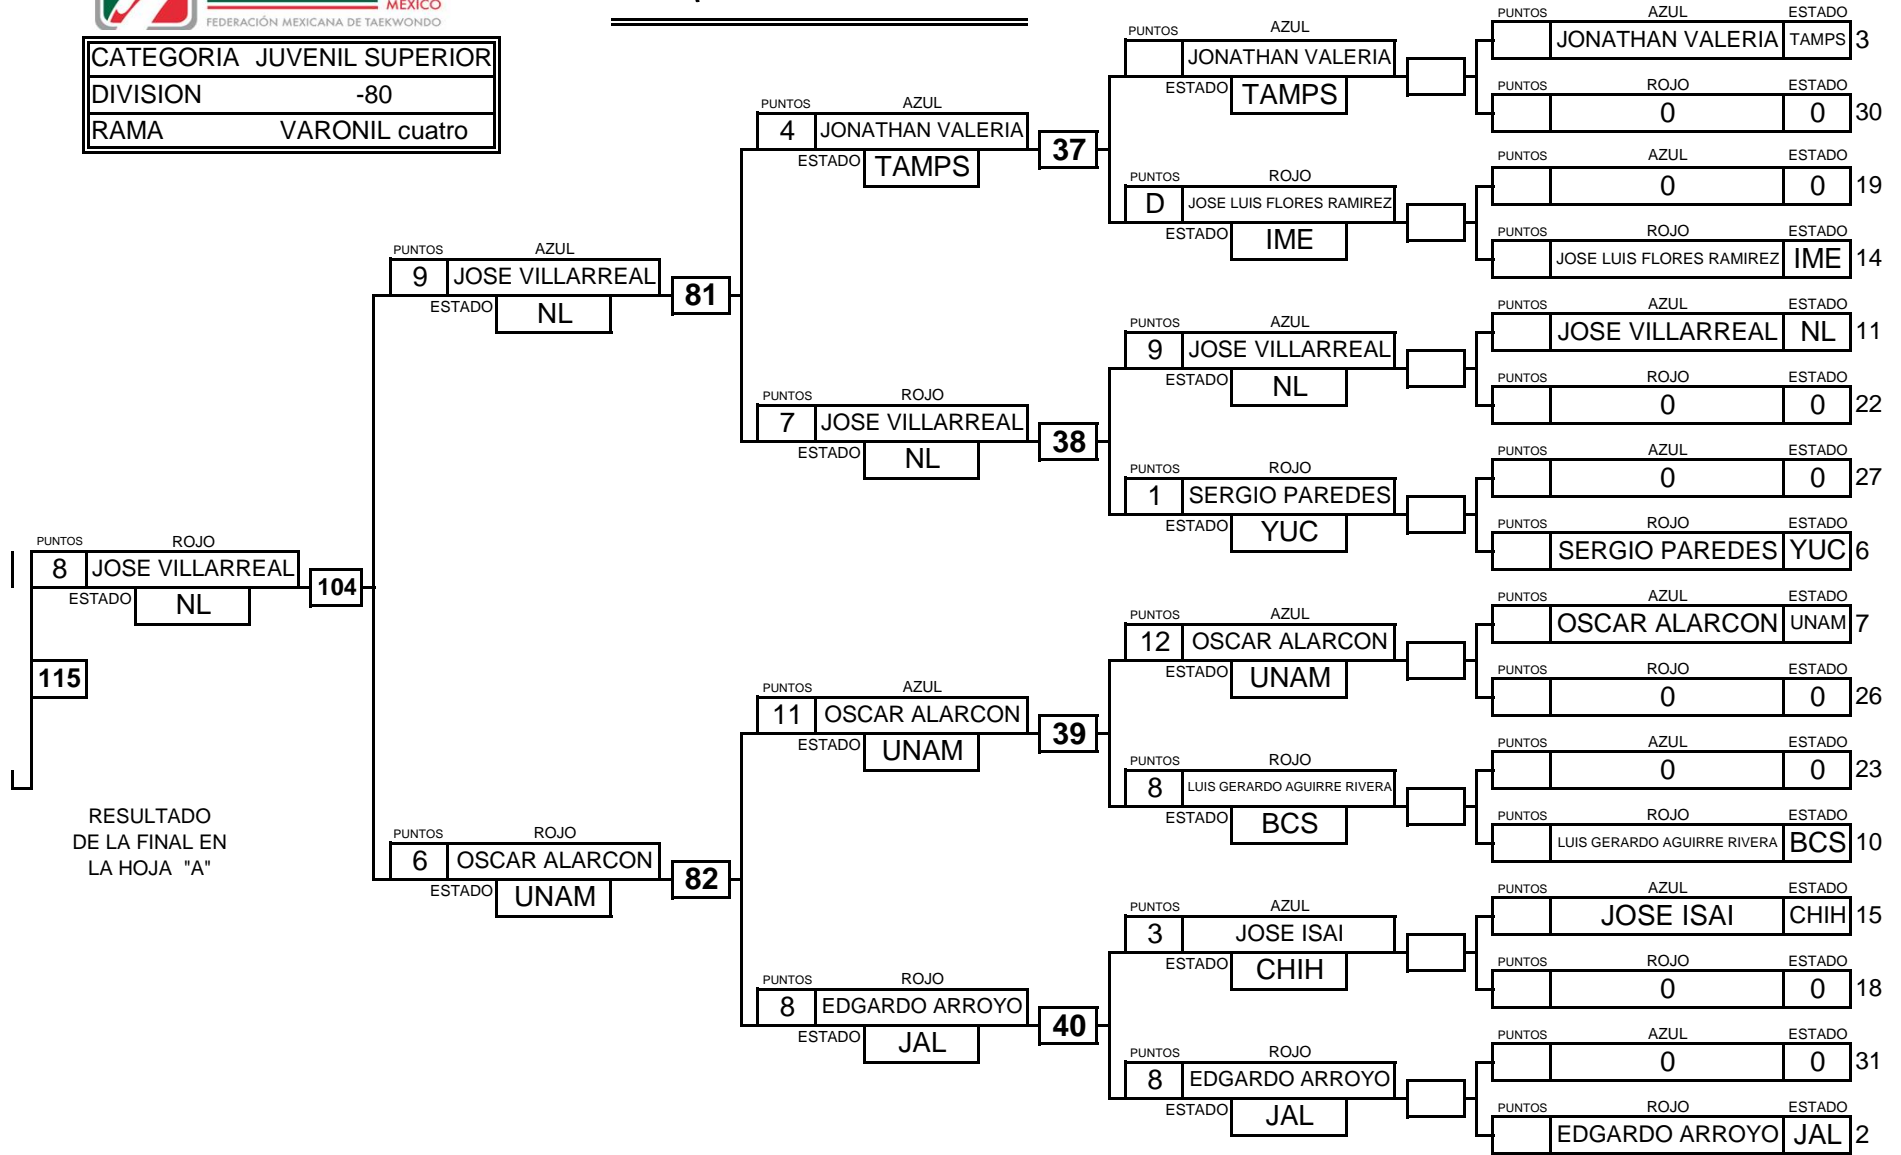 MEXICO
FEDERACIÓN MEXICANA DE TAEKWONDO
CATEGORIA JUVENIL SUPERIOR
DIVISION -80
RAMA VARONIL cuatro
PUNTOS ROJO
8 JOSE VILLARREAL
ESTADO NL
104
115
RESULTADO
DE LA FINAL EN
LA HOJA "A"
PUNTOS AZUL
9 JOSE VILLARREAL
ESTADO NL
81
PUNTOS ROJO
6 OSCAR ALARCON
ESTADO UNAM
82
PUNTOS AZUL
4 JONATHAN VALERIA
ESTADO TAMPS
37
PUNTOS ROJO
7 JOSE VILLARREAL
ESTADO NL
38
PUNTOS AZUL
11 OSCAR ALARCON
ESTADO UNAM
39
PUNTOS ROJO
8 EDGARDO ARROYO
ESTADO JAL
40
PUNTOS AZUL
JONATHAN VALERIA
ESTADO TAMPS
PUNTOS ROJO
D JOSE LUIS FLORES RAMIREZ
ESTADO IME
PUNTOS AZUL
9 JOSE VILLARREAL
ESTADO NL
PUNTOS ROJO
1 SERGIO PAREDES
ESTADO YUC
PUNTOS AZUL
12 OSCAR ALARCON
ESTADO UNAM
PUNTOS ROJO
8 LUIS GERARDO AGUIRRE RIVERA
ESTADO BCS
PUNTOS AZUL
3 JOSE ISAI
ESTADO CHIH
PUNTOS ROJO
8 EDGARDO ARROYO
ESTADO JAL
PUNTOS AZUL ESTADO
JONATHAN VALERIA TAMPS 3
PUNTOS ROJO ESTADO
0 0 30
PUNTOS AZUL ESTADO
0 0 19
PUNTOS ROJO ESTADO
JOSE LUIS FLORES RAMIREZ IME 14
PUNTOS AZUL ESTADO
JOSE VILLARREAL NL 11
PUNTOS ROJO ESTADO
0 0 22
PUNTOS AZUL ESTADO
0 0 27
PUNTOS ROJO ESTADO
SERGIO PAREDES YUC 6
PUNTOS AZUL ESTADO
OSCAR ALARCON UNAM 7
PUNTOS ROJO ESTADO
0 0 26
PUNTOS AZUL ESTADO
0 0 23
PUNTOS ROJO ESTADO
LUIS GERARDO AGUIRRE RIVERA BCS 10
PUNTOS AZUL ESTADO
JOSE ISAI CHIH 15
PUNTOS ROJO ESTADO
0 0 18
PUNTOS AZUL ESTADO
0 0 31
PUNTOS ROJO ESTADO
EDGARDO ARROYO JAL 2